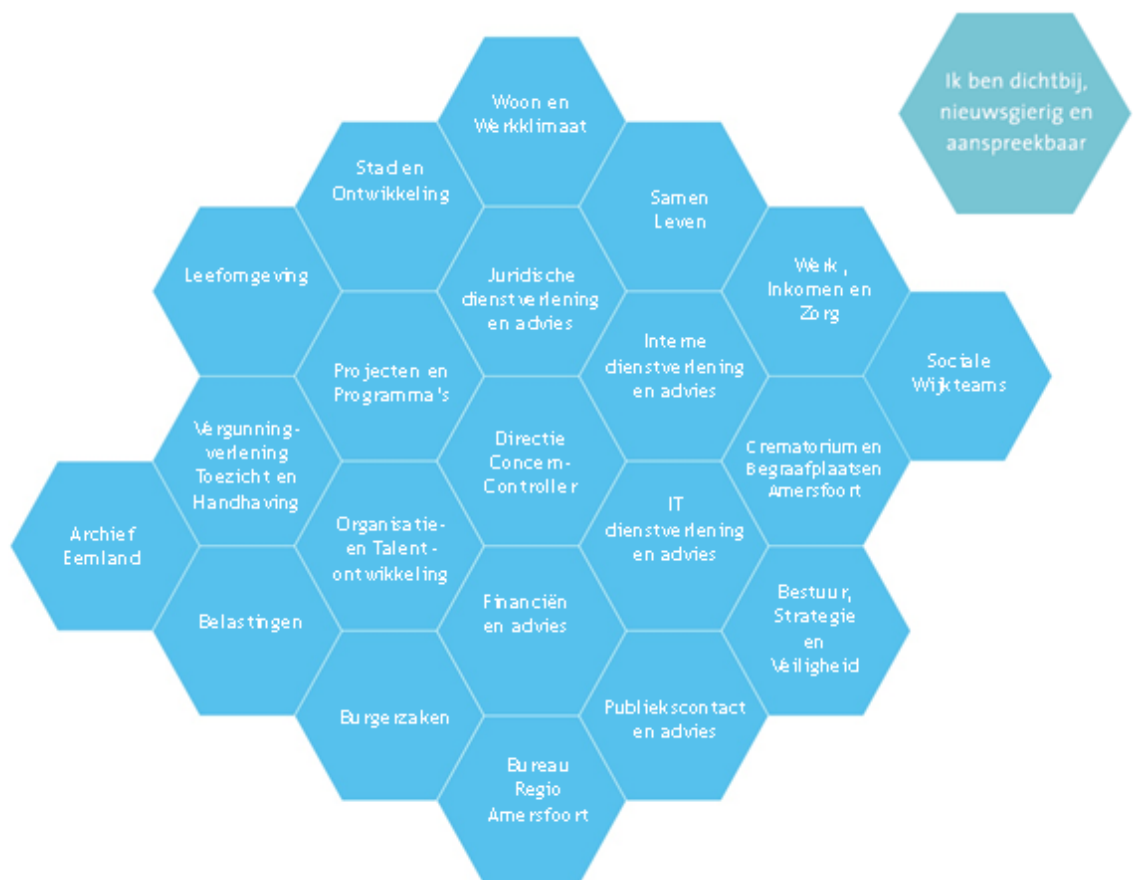 Woon en
Werkklimaat
Ik ben dichtbij,
nieuwsgierig en
aanspreekbaar
Stad en
Ontwikkeling
Samen
Leven
Leefomgeving
Juridische
dienstverlening
en advies
Werk,
Inkomen en
Zorg
Projecten en
Programma's
Interne
dienstverlening
en advies
Sociale
Wijkteams
Vergunning-
verlening
Toezicht en
Handhaving
Directie
Concern-
Controller
Crematorium en
Begraafplaatsen
Amersfoort
Archief
Eemland
Organisatie-
en Talent-
ontwikkeling
IT
dienstverlening
en advies
Belastingen
Financiën
en advies
Bestuur,
Strategie
en
Veiligheid
Burgerzaken
Publiekscontact
en advies
Bureau
Regio
Amersfoort